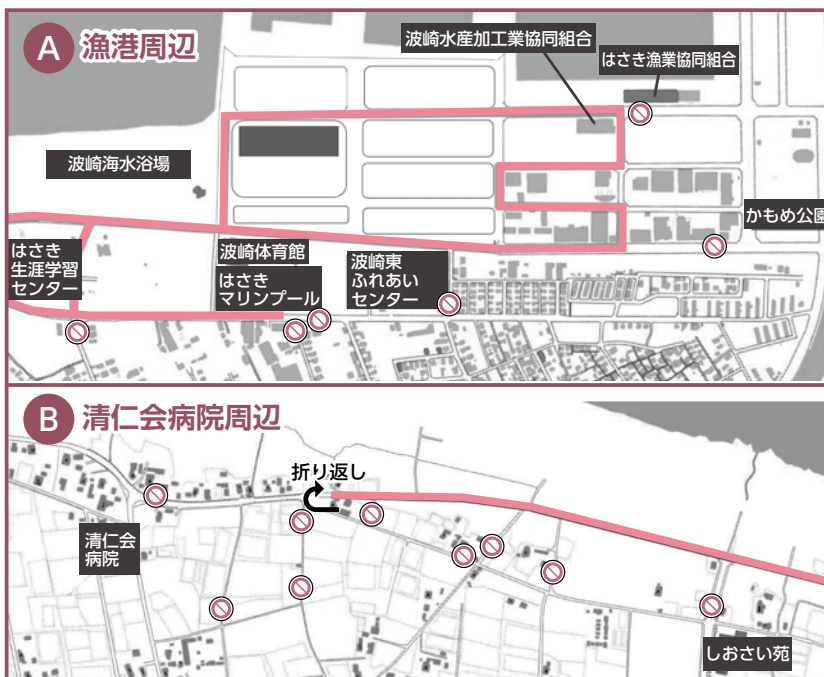 A 漁港周辺
波崎水産加工業協同組合
はさき漁業協同組合
波崎海水浴場
かもめ公園
はさき
生涯学習
センター
波崎体育館
はさき
マリンプール
波崎東
ふれあい
センター
B 清仁会病院周辺
折り返し
清仁会
病院
しおさい苑